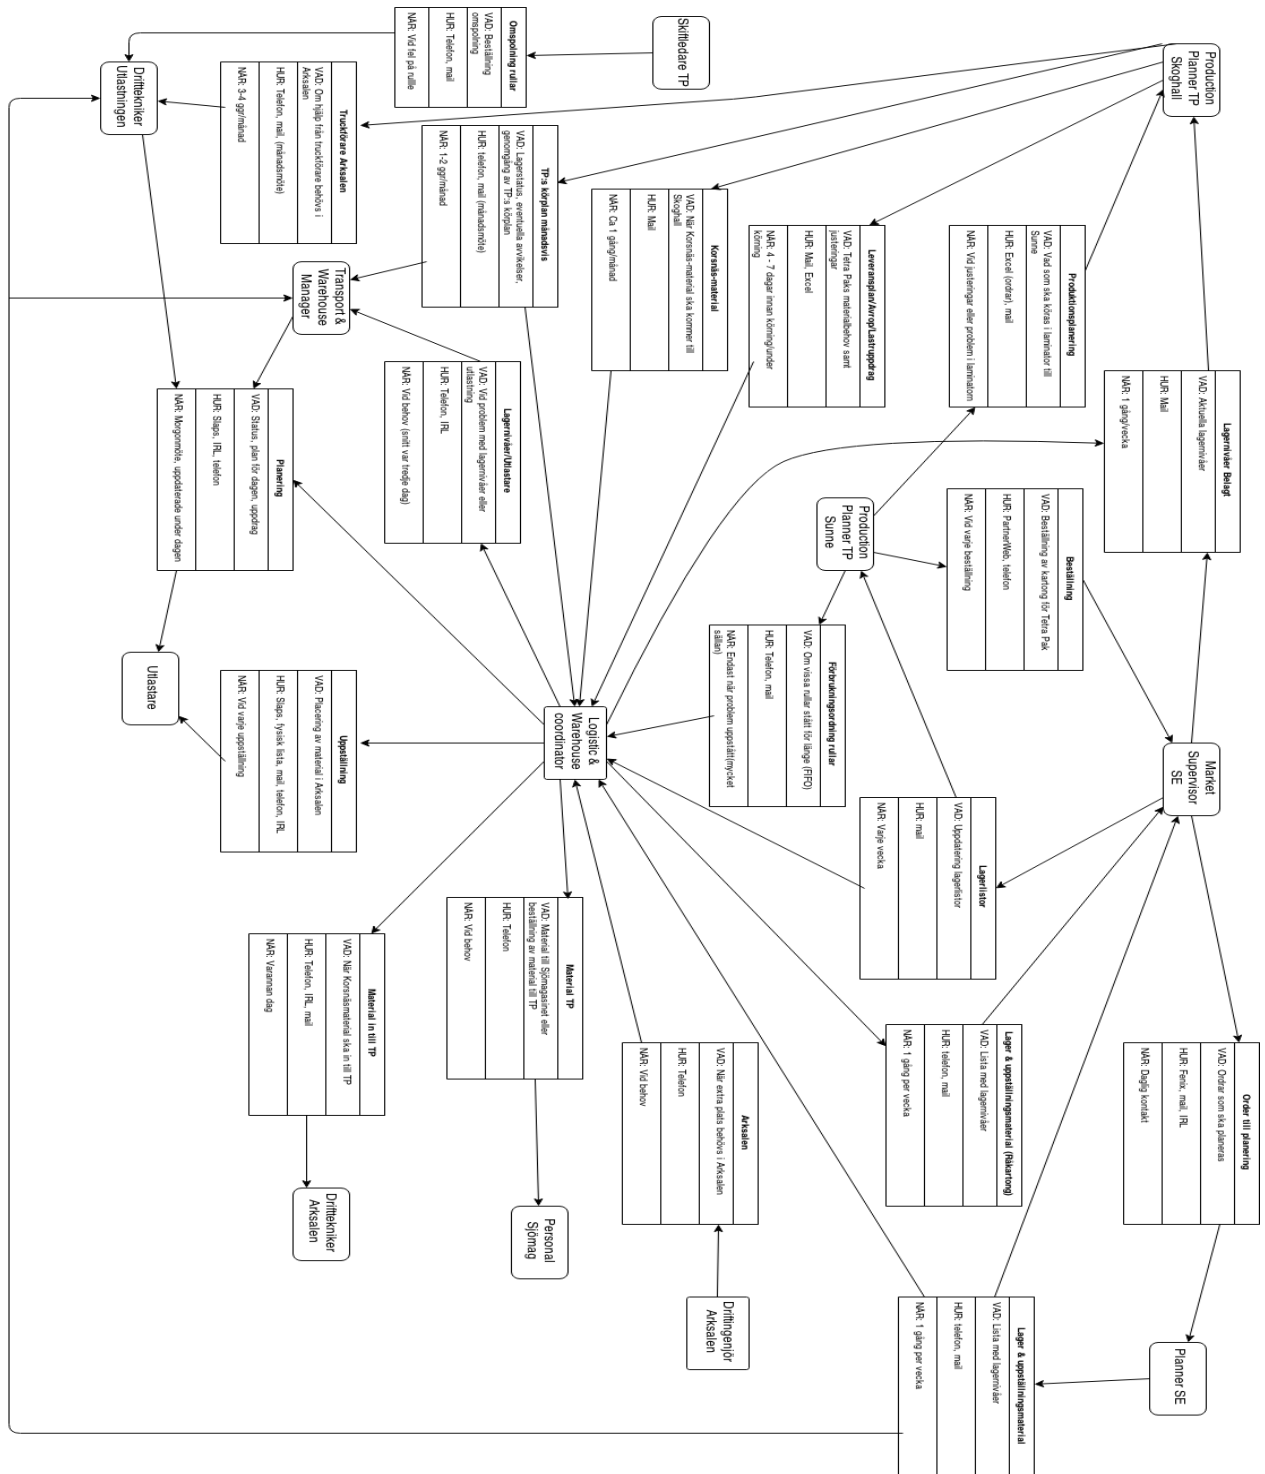 Production
Planner TP
Skoghall
Lagernivåer Belagt
VAD: Aktuella lagernivåer
HUR: Mail
NÄR: 1 gång/vecka
Market
Supervisor
SE
Order till planering
VAD: Ordrar som ska planeras
HUR: Fenix, mail, IRL
NÄR: Daglig kontakt
Planner SE
Produktionsplanering
VAD: Vad som ska köras i laminator till
Sunne
HUR: Excel (ordrar), mail
NÄR: Vid justeringar eller problem i laminatorn
Beställning
VAD: Beställning av kartong för Tetra Pak
HUR: PartnerWeb, telefon
NÄR: Vid varje beställning
Lagerlistor
VAD: Uppdatering lagerlistor
HUR: mail
NÄR: Varje vecka
Lager & uppställningsmaterial (Råkartong)
VAD: Lista med lagernivåer
HUR: telefon, mail
NÄR: 1 gång per vecka
Lager & uppställningsmaterial
VAD: Lista med lagernivåer
HUR: telefon, mail
NÄR: 1 gång per vecka
Leveransplan/Avrop/Lastruppdrag
VAD: Tetra Paks materialbehov samt
justeringar
HUR: Mail, Excel
NÄR: 4 - 7 dagar innan körning/under
körning
Production
Planner TP
Sunne
Förbrukningsordning rullar
VAD: Om vissa rullar stått för länge (FIFO)
HUR: Telefon, mail
NÄR: Endast när problem uppstått(mycket
sällan)
Skiftledare TP
Korsnäs-material
VAD: När Korsnäs-material ska kommer till
Skoghall
HUR: Mail
NÄR: Ca 1 gång/månad
Logistic &
Warehouse
coordinator
Arksalen
VAD: När extra plats behövs i Arksalen
HUR: Telefon
NÄR: Vid behov
Driftingenjör
Arksalen
Omspolning rullar
VAD: Beställning
omspolning
HUR: Telefon, mail
NÄR: Vid fel på rulle
TP:s körplan månadsvis
VAD: Lagerstatus, eventuella avvikelser,
genomgång av TP:s körplan
HUR: telefon, mail (månadsmöte)
NÄR: 1-2 ggr/månad
Lagernivåer/Utlastare
VAD: Vid problem med lagernivåer eller
utlastning
HUR: Telefon, IRL
NÄR: Vid behov (snitt var tredje dag)
Material TP
VAD: Material till Sjömagasinet eller
beställning av material till TP
HUR: Telefon
NÄR: Vid behov
Personal
Sjömag
Truckförare Arksalen
VAD: Om hjälp från truckförare behövs i
Arksalen
HUR: Telefon, mail, (månadsmöte)
NÄR: 3-4 ggr/månad
Transport &
Warehouse
Manager
Planering
VAD: Status, plan för dagen, uppdrag
HUR: Slaps, IRL, telefon
NÄR: Morgonmöte, uppdaterade under dagen
Uppställning
VAD: Placering av material i Arksalen
HUR: Slaps, fysisk lista, mail, telefon, IRL
NÄR: Vid varje uppställning
Material in till TP
VAD: När Korsnäsmaterial ska in till TP
HUR: Telefon, IRL, mail
NÄR: Varannan dag
Drifttekniker
Arksalen
Drifttekniker
Utlastningen
Utlastare